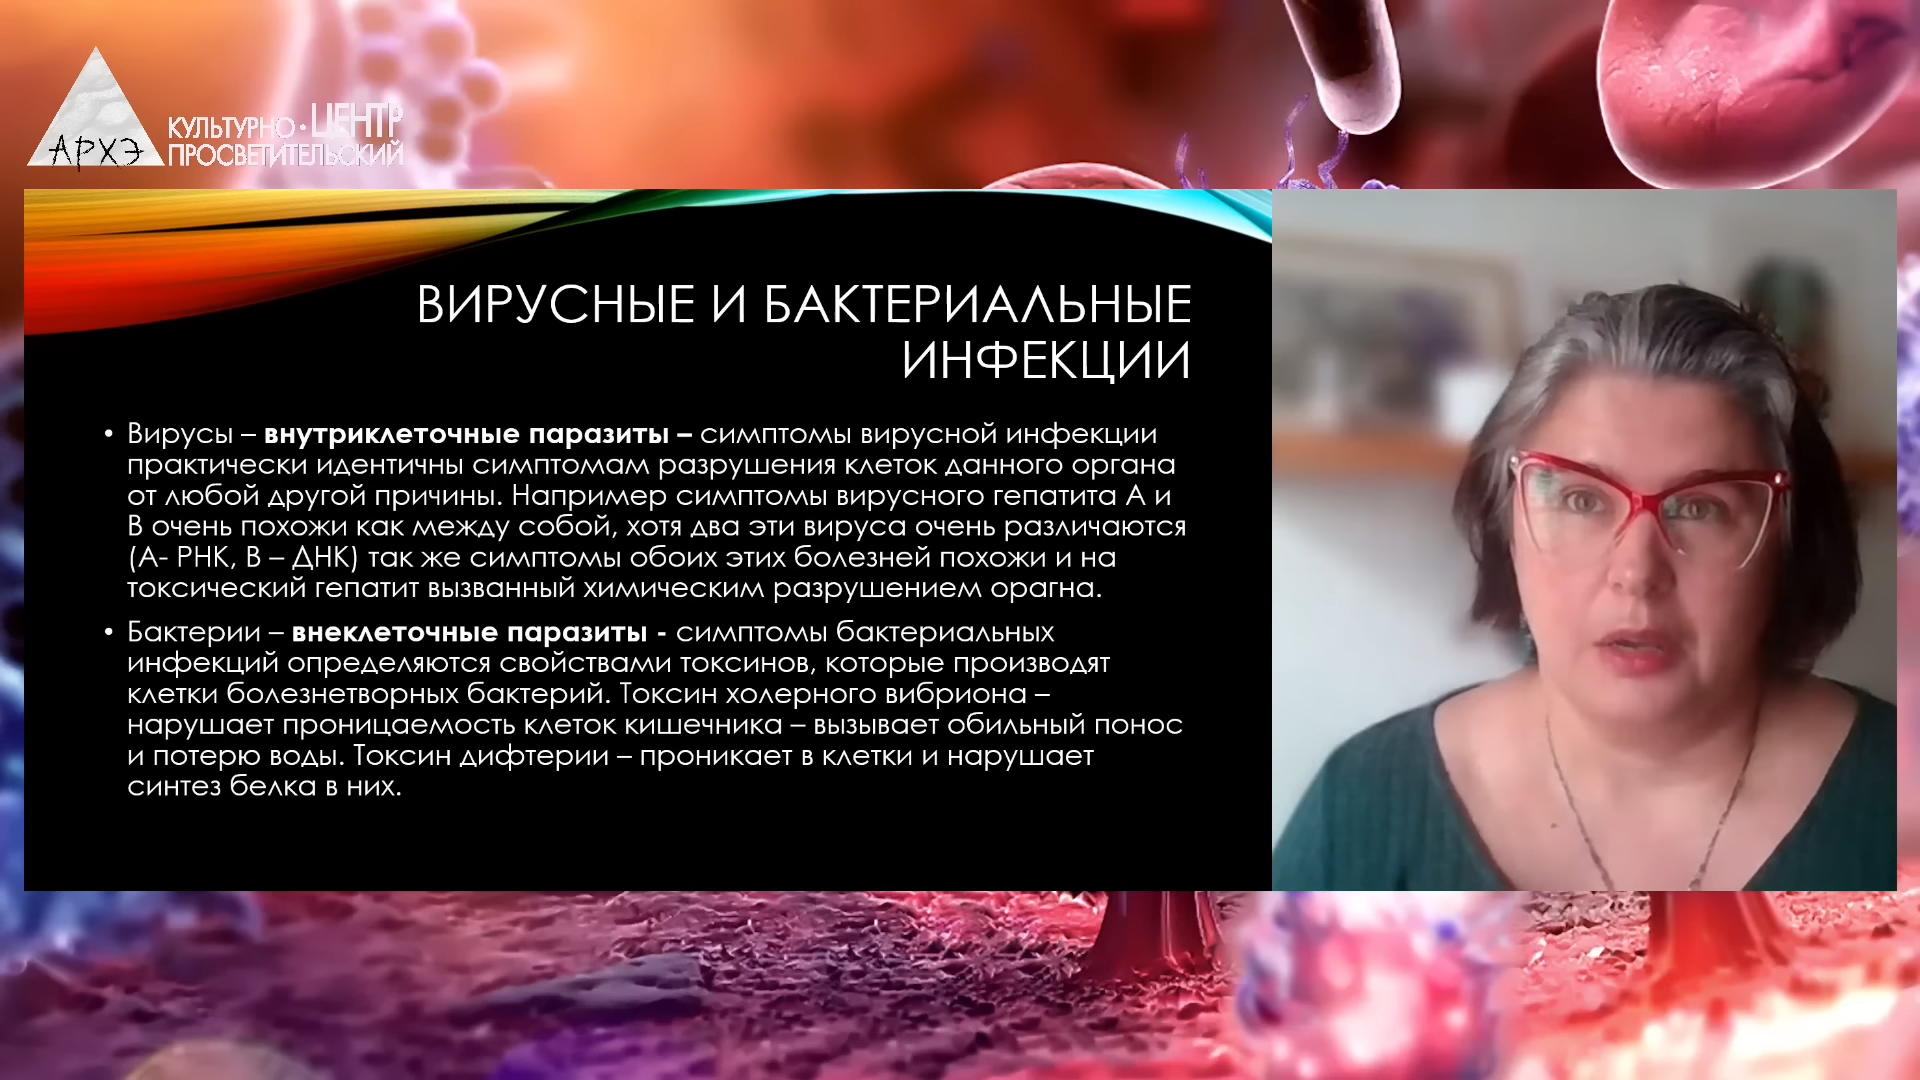 АРХЭ
КУЛЬТУРНО•ЦЕНТР
ПРОСВЕТИТЕЛЬСКИЙ
ВИРУСНЫЕ И БАКТЕРИАЛЬНЫЕ
ИНФЕКЦИИ
• Вирусы – внутриклеточные паразиты – симптомы вирусной инфекции
практически идентичны симптомам разрушения клеток данного органа
от любой другой причины. Например симптомы вирусного гепатита А и
В очень похожи как между собой, хотя два эти вируса очень различаются
(А- РНК, В – ДНК) так же симптомы обоих этих болезней похожи и на
токсический гепатит вызванный химическим разрушением орагна.
• Бактерии – внеклеточные паразиты - симптомы бактериальных
инфекций определяются свойствами токсинов, которые производят
клетки болезнетворных бактерий. Токсин холерного вибриона –
нарушает проницаемость клеток кишечника – вызывает обильный понос
и потерю воды. Токсин дифтерии – проникает в клетки и нарушает
синтез белка в них.